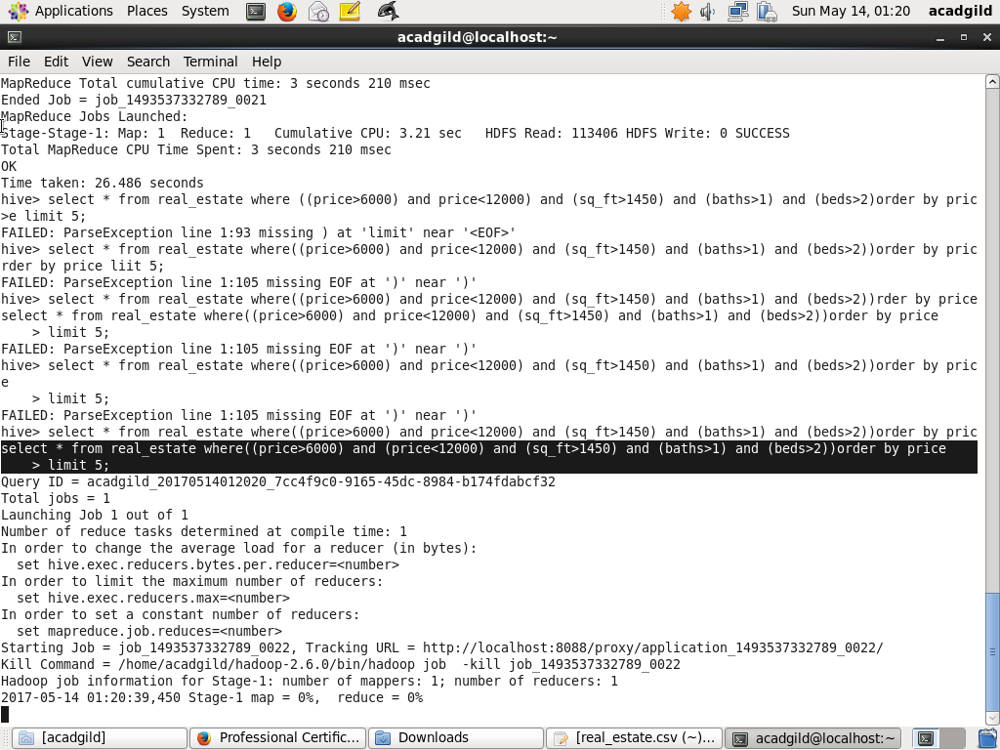 Applications Places System Sun May 14, 01:20 acadgild
acadgild@localhost:~
File Edit View Search Terminal Help
MapReduce Total cumulative CPU time: 3 seconds 210 msec
Ended Job = job_1493537332789_0021
MapReduce Jobs Launched:
Stage-Stage-1: Map: 1  Reduce: 1   Cumulative CPU: 3.21 sec   HDFS Read: 113406 HDFS Write: 0 SUCCESS
Total MapReduce CPU Time Spent: 3 seconds 210 msec
OK
Time taken: 26.486 seconds
hive> select * from real_estate where ((price>6000) and price<12000) and (sq_ft>1450) and (baths>1) and (beds>2)order by pric
>e limit 5;
FAILED: ParseException line 1:93 missing ) at 'limit' near '<EOF>'
hive> select * from real_estate where((price>6000) and price<12000) and (sq_ft>1450) and (baths>1) and (beds>2))order by pric
rder by price liit 5;
FAILED: ParseException line 1:105 missing EOF at ')' near ')'
hive> select * from real_estate where((price>6000) and price<12000) and (sq_ft>1450) and (baths>1) and (beds>2))rder by price
select * from real_estate where((price>6000) and price<12000) and (sq_ft>1450) and (baths>1) and (beds>2))order by price
    > limit 5;
FAILED: ParseException line 1:105 missing EOF at ')' near ')'
hive> select * from real_estate where((price>6000) and price<12000) and (sq_ft>1450) and (baths>1) and (beds>2))order by pric
e
    > limit 5;
FAILED: ParseException line 1:105 missing EOF at ')' near ')'
hive> select * from real_estate where((price>6000) and price<12000) and (sq_ft>1450) and (baths>1) and (beds>2))order by pric
select * from real_estate where((price>6000) and (price<12000) and (sq_ft>1450) and (baths>1) and (beds>2))order by price
    > limit 5;
Query ID = acadgild_20170514012020_7cc4f9c0-9165-45dc-8984-b174fdabcf32
Total jobs = 1
Launching Job 1 out of 1
Number of reduce tasks determined at compile time: 1
In order to change the average load for a reducer (in bytes):
  set hive.exec.reducers.bytes.per.reducer=<number>
In order to limit the maximum number of reducers:
  set hive.exec.reducers.max=<number>
In order to set a constant number of reducers:
  set mapreduce.job.reduces=<number>
Starting Job = job_1493537332789_0022, Tracking URL = http://localhost:8088/proxy/application_1493537332789_0022/
Kill Command = /home/acadgild/hadoop-2.6.0/bin/hadoop job  -kill job_1493537332789_0022
Hadoop job information for Stage-1: number of mappers: 1; number of reducers: 1
2017-05-14 01:20:39,450 Stage-1 map = 0%,  reduce = 0%
[acadgild] Professional Certific... Downloads [real_estate.csv (~)... acadgild@localhost:~